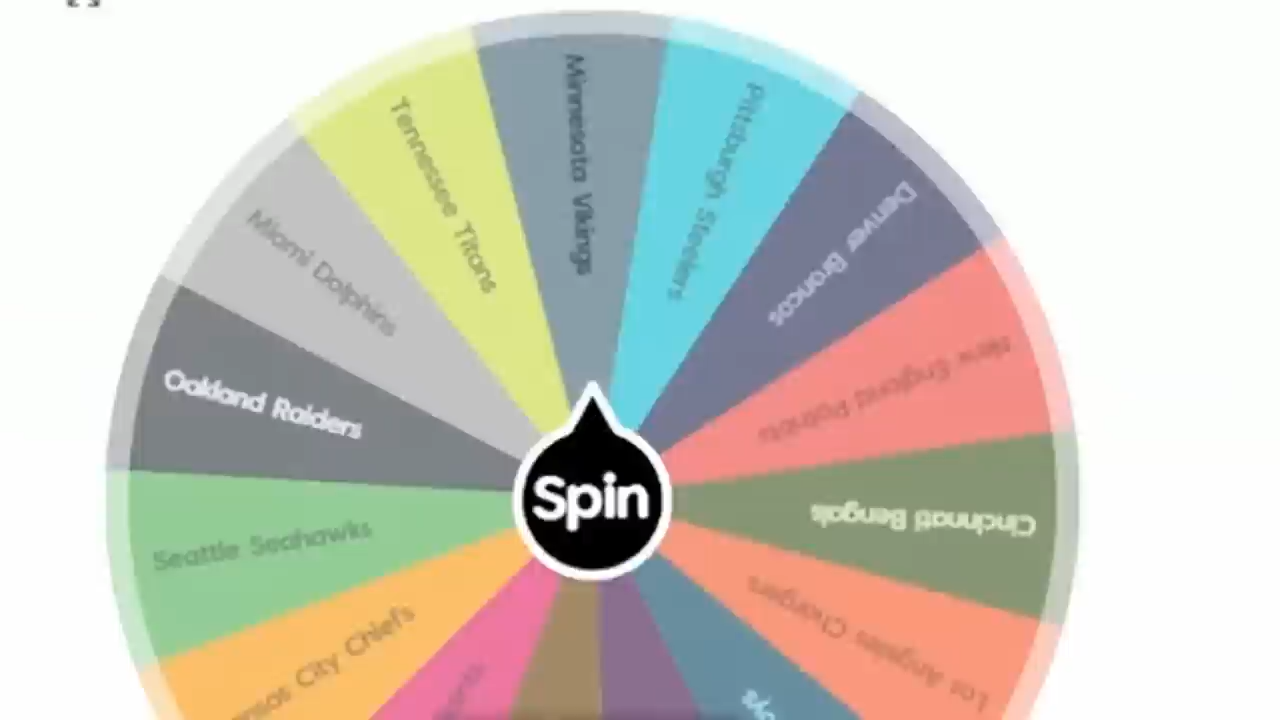 Minnesota Vikings
Pittsburgh Steelers
Denver Broncos
New England Patriots
Cincinnati Bengals
Los Angeles Chargers
Tennessee Titans
Miami Dolphins
Oakland Raiders
Seattle Seahawks
City Chiefs
Spin